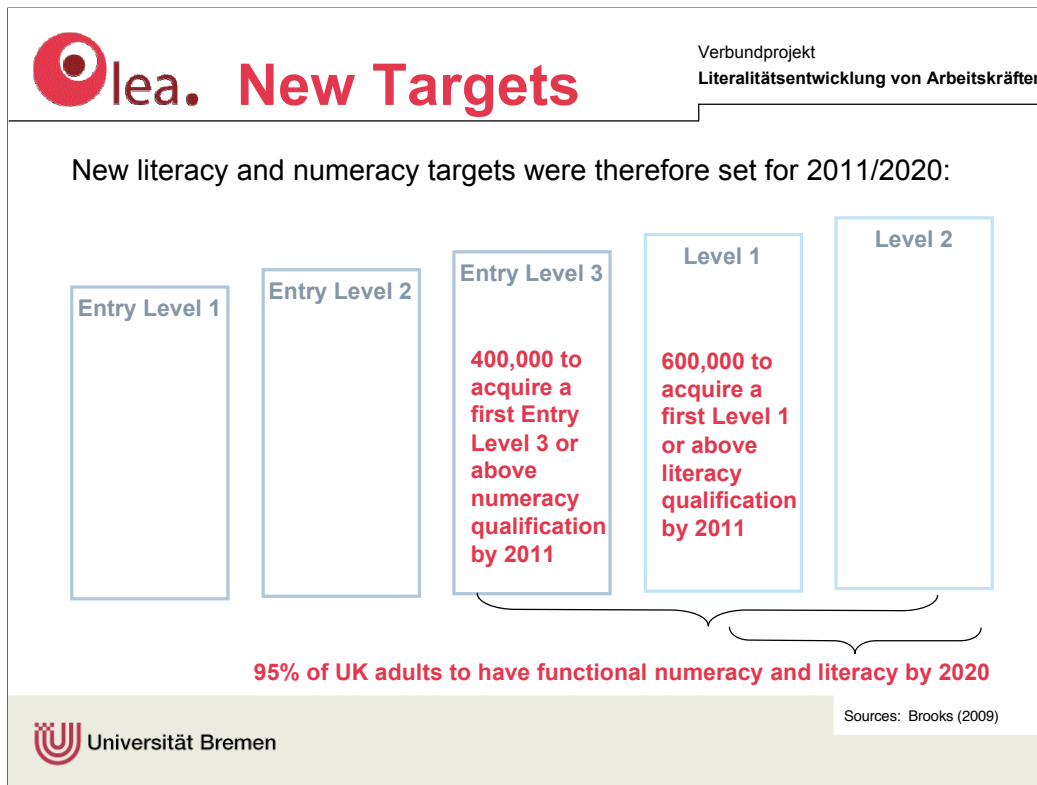 lea.
New Targets
Verbundprojekt
Literalitätsentwicklung von Arbeitskräften
New literacy and numeracy targets were therefore set for 2011/2020:
Entry Level 1
Entry Level 2
Entry Level 3
400,000 to
acquire a
first Entry
Level 3 or
above
numeracy
qualification
by 2011
Level 1
600,000 to
acquire a
first Level 1
or above
literacy
qualification
by 2011
Level 2
95% of UK adults to have functional numeracy and literacy by 2020
Sources: Brooks (2009)
Universität Bremen